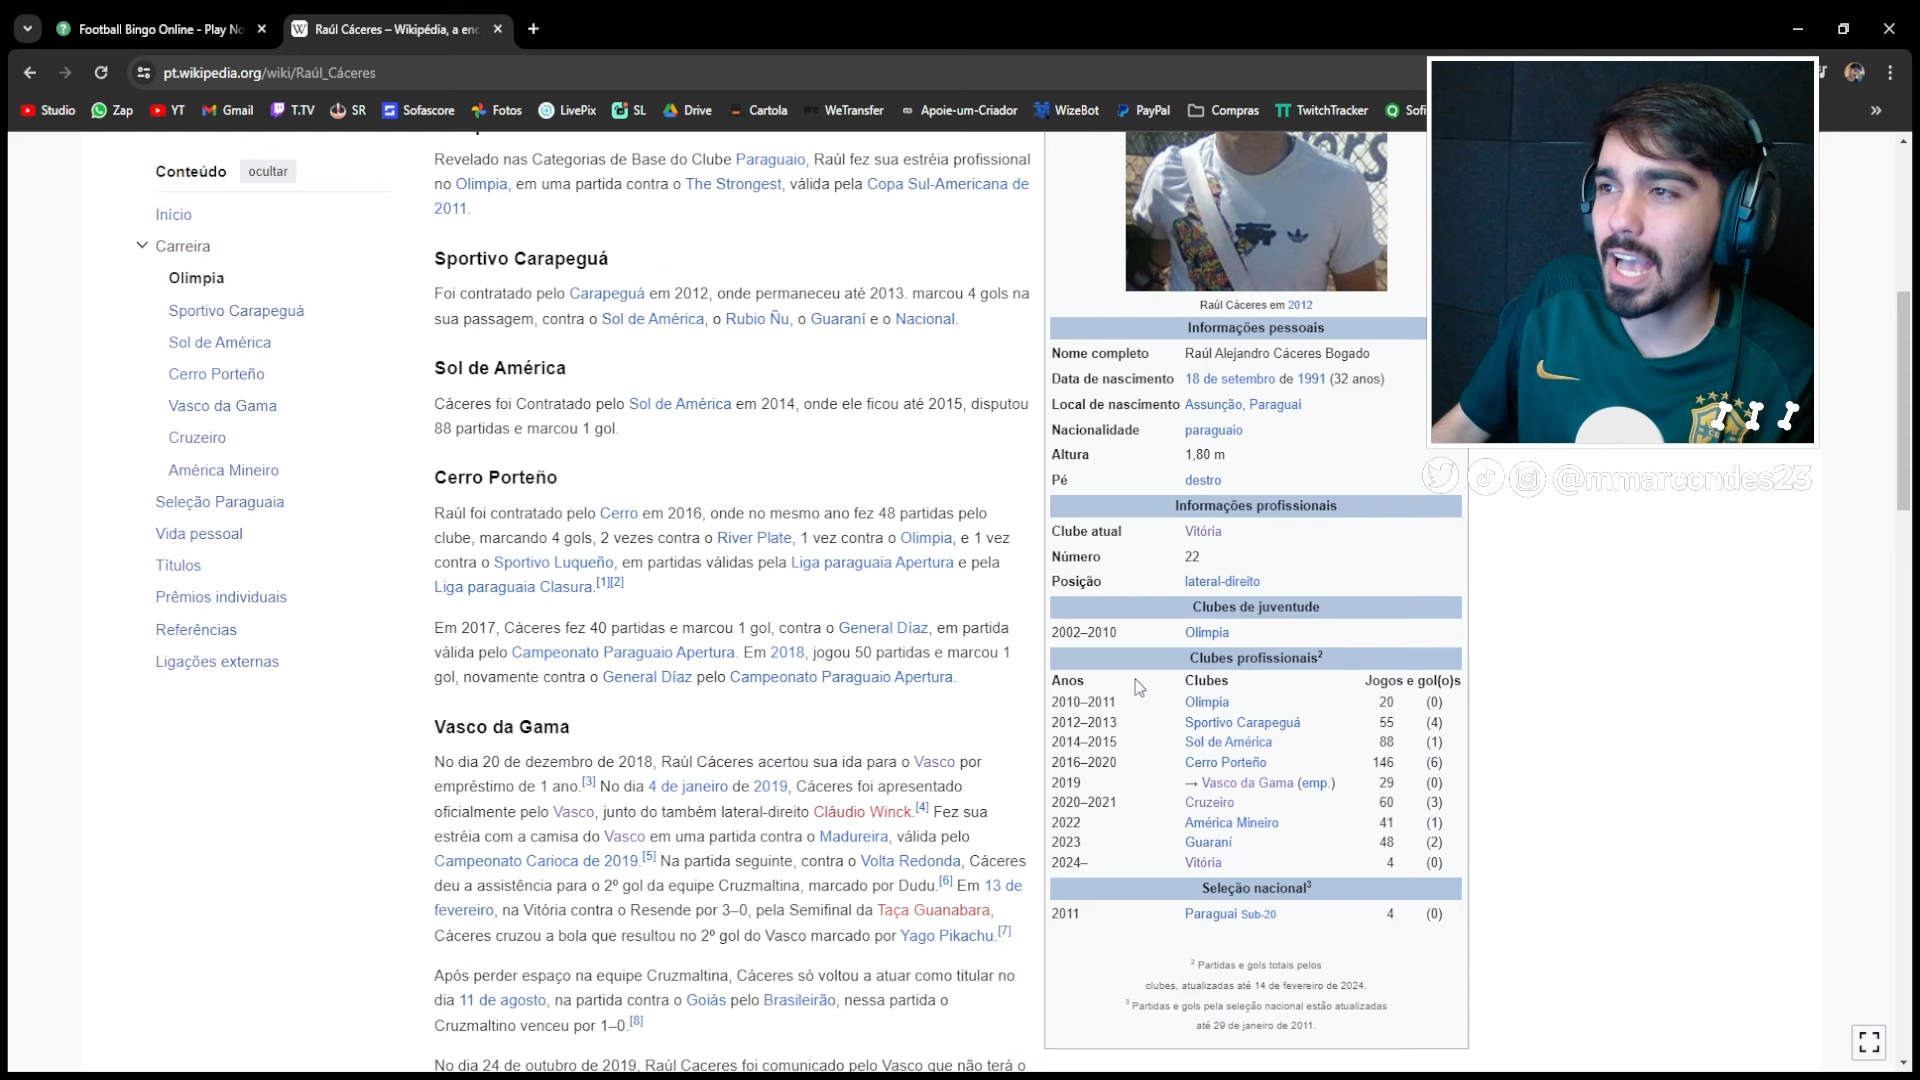 Football Bingo Online - Play No
Raúl Cáceres – Wikipédia, a enc
pt.wikipedia.org/wiki/Raúl_Cáceres
Studio
Zap
YT
Gmail
T.TV
SR
Sofascore
Fotos
LivePix
SL
Drive
Cartola
WeTransfer
Apoie-um-Criador
WizeBot
PayPal
Compras
TwitchTracker
Sofi
Conteúdo ocultar
Início
Carreira
Olimpia
Sportivo Carapeguá
Sol de América
Cerro Porteño
Vasco da Gama
Cruzeiro
América Mineiro
Seleção Paraguaia
Vida pessoal
Títulos
Prêmios individuais
Referências
Ligações externas
Revelado nas Categorias de Base do Clube Paraguaio, Raúl fez sua estréia profissional
no Olimpia, em uma partida contra o The Strongest, válida pela Copa Sul-Americana de
2011.
Sportivo Carapeguá
Foi contratado pelo Carapeguá em 2012, onde permaneceu até 2013. marcou 4 gols na
sua passagem, contra o Sol de América, o Rubio Ñu, o Guaraní e o Nacional.
Sol de América
Cáceres foi Contratado pelo Sol de América em 2014, onde ele ficou até 2015, disputou
88 partidas e marcou 1 gol.
Cerro Porteño
Raúl foi contratado pelo Cerro em 2016, onde no mesmo ano fez 48 partidas pelo
clube, marcando 4 gols, 2 vezes contra o River Plate, 1 vez contra o Olimpia, e 1 vez
contra o Sportivo Luqueño, em partidas válidas pela Liga paraguaia Apertura e pela
Liga paraguaia Clasura.[1][2]
Em 2017, Cáceres fez 40 partidas e marcou 1 gol, contra o General Díaz, em partida
válida pelo Campeonato Paraguaio Apertura. Em 2018, jogou 50 partidas e marcou 1
gol, novamente contra o General Díaz pelo Campeonato Paraguaio Apertura.
Vasco da Gama
No dia 20 de dezembro de 2018, Raúl Cáceres acertou sua ida para o Vasco por
empréstimo de 1 ano.[3] No dia 4 de janeiro de 2019, Cáceres foi apresentado
oficialmente pelo Vasco, junto do também lateral-direito Cláudio Winck.[4] Fez sua
estréia com a camisa do Vasco em uma partida contra o Madureira, válida pelo
Campeonato Carioca de 2019.[5] Na partida seguinte, contra o Volta Redonda, Cáceres
deu a assistência para o 2º gol da equipe Cruzmaltina, marcado por Dudu.[6] Em 13 de
fevereiro, na Vitória contra o Resende por 3–0, pela Semifinal da Taça Guanabara,
Cáceres cruzou a bola que resultou no 2º gol do Vasco marcado por Yago Pikachu.[7]
Após perder espaço na equipe Cruzmaltina, Cáceres só voltou a atuar como titular no
dia 11 de agosto, na partida contra o Goiás pelo Brasileirão, nessa partida o
Cruzmaltino venceu por 1–0.[8]
No dia 24 de outubro de 2019, Raúl Caceres foi comunicado pelo Vasco que não terá o
Raúl Cáceres em 2012
Informações pessoais
Nome completo Raúl Alejandro Cáceres Bogado
Data de nascimento 18 de setembro de 1991 (32 anos)
Local de nascimento Assunção, Paraguai
Nacionalidade paraguaio
Altura 1,80 m
Pé destro
Informações profissionais
Clube atual Vitória
Número 22
Posição lateral-direito
Clubes de juventude
2002–2010 Olimpia
Clubes profissionais2
Anos Clubes Jogos e gol(o)s
2010–2011 Olimpia 20 (0)
2012–2013 Sportivo Carapeguá 55 (4)
2014–2015 Sol de América 88 (1)
2016–2020 Cerro Porteño 146 (6)
2019 → Vasco da Gama (emp.) 29 (0)
2020–2021 Cruzeiro 60 (3)
2022 América Mineiro 41 (1)
2023 Guaraní 48 (2)
2024– Vitória 4 (0)
Seleção nacional3
2011 Paraguai Sub-20 4 (0)
2 Partidas e gols totais pelos
clubes, atualizadas até 14 de fevereiro de 2024.
3 Partidas e gols pela seleção nacional estão atualizadas
até 29 de janeiro de 2011.
@mmarcondes23